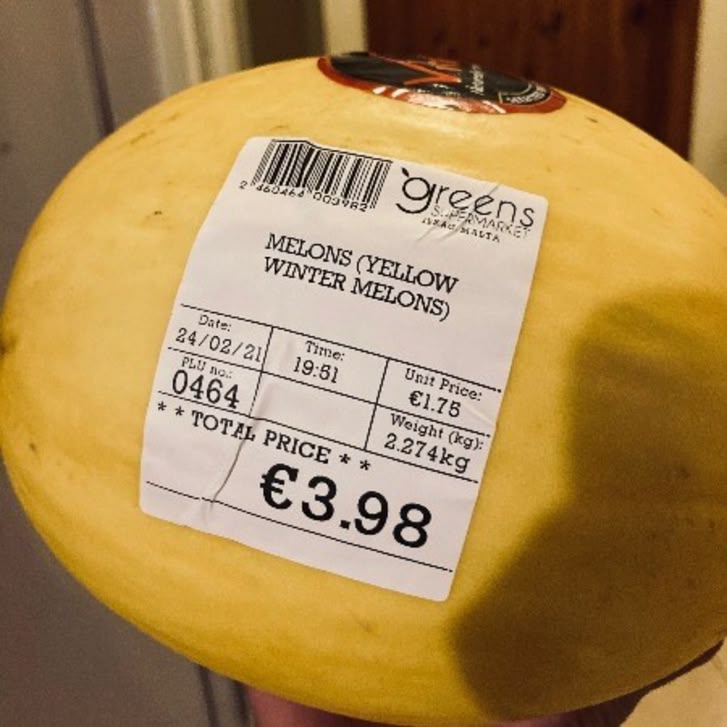 2 460464 003982
greens
SUPERMARKET
MALTA
MELONS (YELLOW
WINTER MELONS)
Date:
24/02/21
Time:
19:51
Unit Price:
€1.75
PLU no.:
0464
Weight (kg):
2.274kg
** TOTAL PRICE **
€3.98